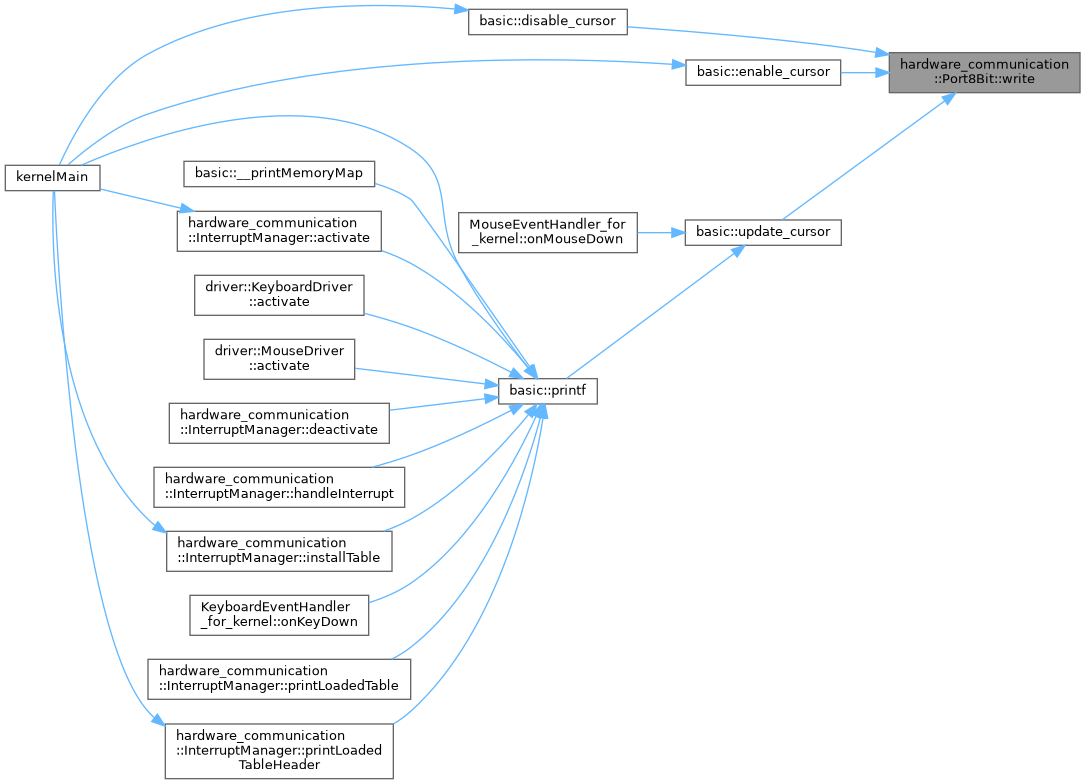 basic::disable_cursor
hardware_communication
::Port8Bit::write
basic::enable_cursor
kernelMain
basic::__printMemoryMap
hardware_communication
::InterruptManager::activate
MouseEventHandler_for
_kernel::onMouseDown
basic::update_cursor
driver::KeyboardDriver
::activate
driver::MouseDriver
::activate
basic::printf
hardware_communication
::InterruptManager::deactivate
hardware_communication
::InterruptManager::handleInterrupt
hardware_communication
::InterruptManager::installTable
KeyboardEventHandler
_for_kernel::onKeyDown
hardware_communication
::InterruptManager::printLoadedTable
hardware_communication
::InterruptManager::printLoaded
TableHeader